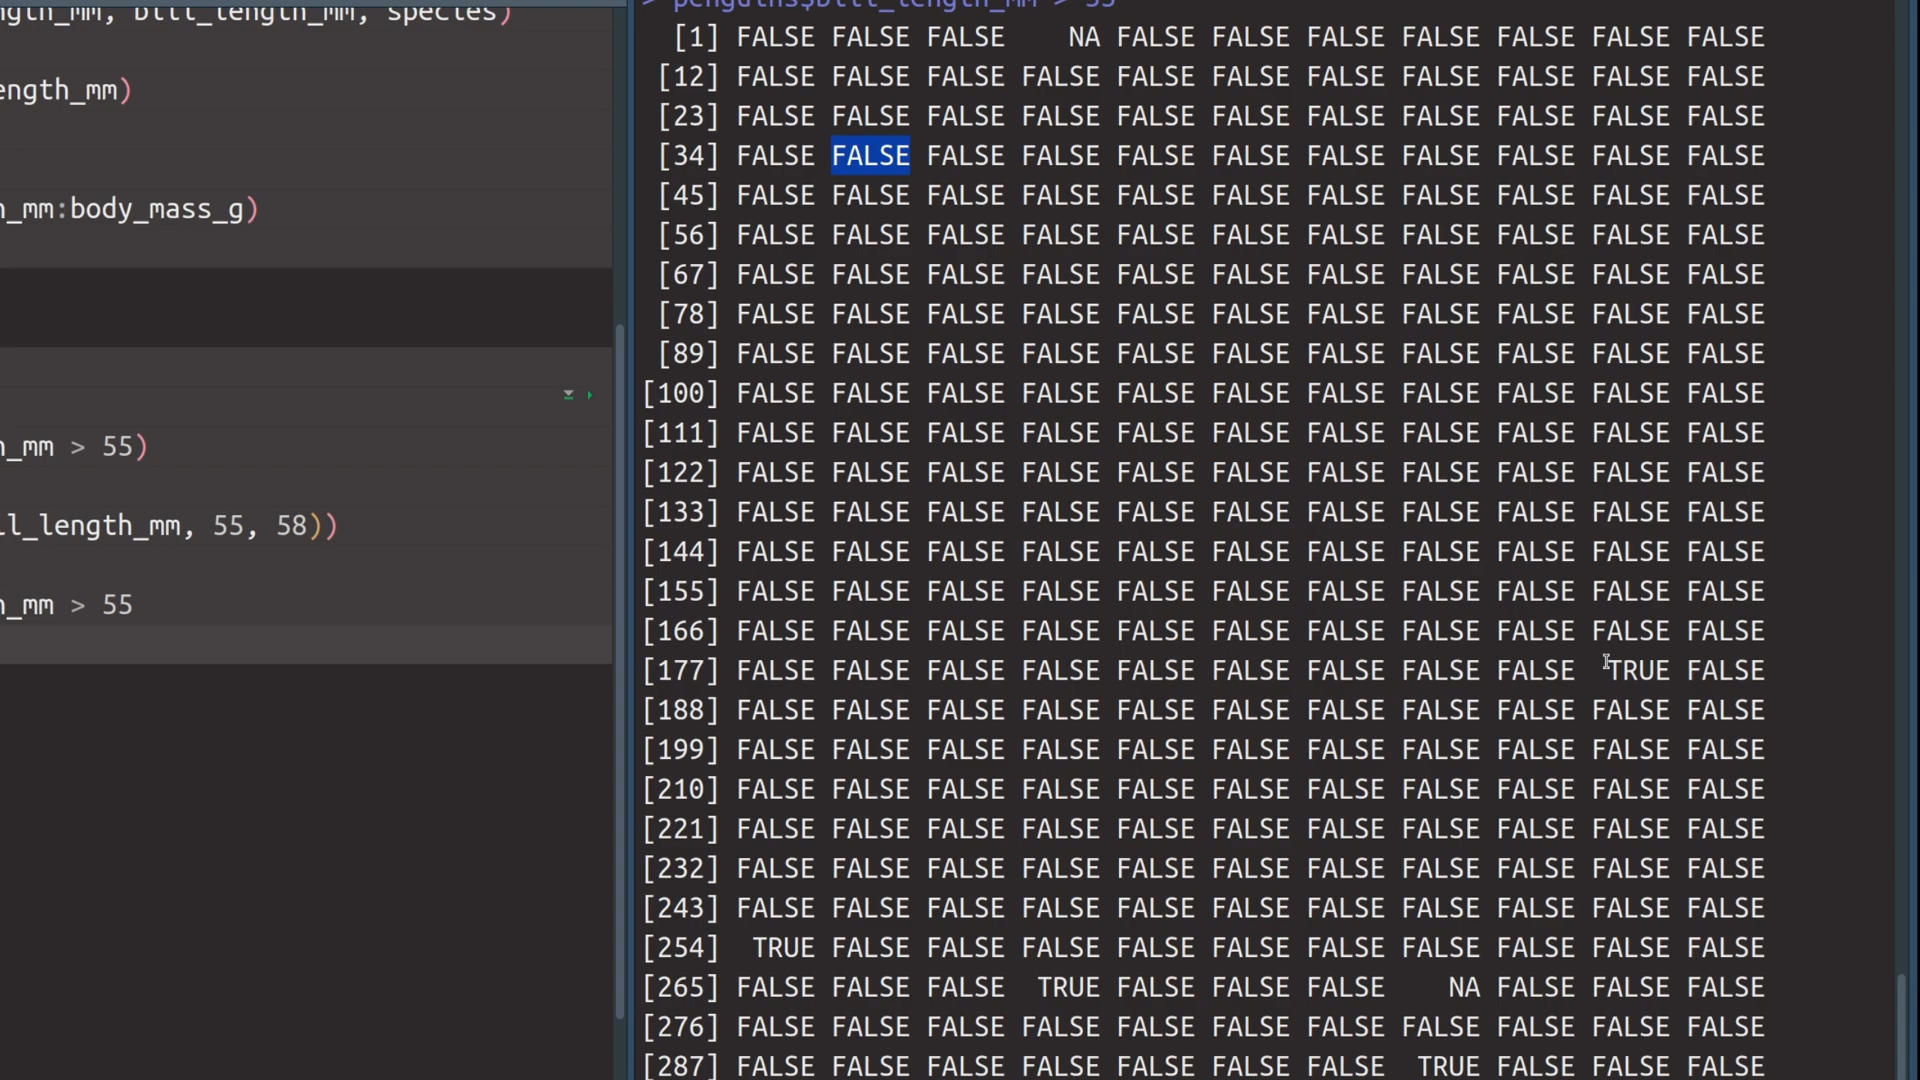 ngth_mm, bill_length_mm, species)
ength_mm)
n_mm:body_mass_g)
n_mm > 55)
ll_length_mm, 55, 58))
n_mm > 55
> penguins$bill_length_mm > 55
[1] FALSE FALSE FALSE    NA FALSE FALSE FALSE FALSE FALSE FALSE FALSE
[12] FALSE FALSE FALSE FALSE FALSE FALSE FALSE FALSE FALSE FALSE FALSE
[23] FALSE FALSE FALSE FALSE FALSE FALSE FALSE FALSE FALSE FALSE FALSE
[34] FALSE FALSE FALSE FALSE FALSE FALSE FALSE FALSE FALSE FALSE FALSE
[45] FALSE FALSE FALSE FALSE FALSE FALSE FALSE FALSE FALSE FALSE FALSE
[56] FALSE FALSE FALSE FALSE FALSE FALSE FALSE FALSE FALSE FALSE FALSE
[67] FALSE FALSE FALSE FALSE FALSE FALSE FALSE FALSE FALSE FALSE FALSE
[78] FALSE FALSE FALSE FALSE FALSE FALSE FALSE FALSE FALSE FALSE FALSE
[89] FALSE FALSE FALSE FALSE FALSE FALSE FALSE FALSE FALSE FALSE FALSE
[100] FALSE FALSE FALSE FALSE FALSE FALSE FALSE FALSE FALSE FALSE FALSE
[111] FALSE FALSE FALSE FALSE FALSE FALSE FALSE FALSE FALSE FALSE FALSE
[122] FALSE FALSE FALSE FALSE FALSE FALSE FALSE FALSE FALSE FALSE FALSE
[133] FALSE FALSE FALSE FALSE FALSE FALSE FALSE FALSE FALSE FALSE FALSE
[144] FALSE FALSE FALSE FALSE FALSE FALSE FALSE FALSE FALSE FALSE FALSE
[155] FALSE FALSE FALSE FALSE FALSE FALSE FALSE FALSE FALSE FALSE FALSE
[166] FALSE FALSE FALSE FALSE FALSE FALSE FALSE FALSE FALSE FALSE FALSE
[177] FALSE FALSE FALSE FALSE FALSE FALSE FALSE FALSE FALSE  TRUE FALSE
[188] FALSE FALSE FALSE FALSE FALSE FALSE FALSE FALSE FALSE FALSE FALSE
[199] FALSE FALSE FALSE FALSE FALSE FALSE FALSE FALSE FALSE FALSE FALSE
[210] FALSE FALSE FALSE FALSE FALSE FALSE FALSE FALSE FALSE FALSE FALSE
[221] FALSE FALSE FALSE FALSE FALSE FALSE FALSE FALSE FALSE FALSE FALSE
[232] FALSE FALSE FALSE FALSE FALSE FALSE FALSE FALSE FALSE FALSE FALSE
[243] FALSE FALSE FALSE FALSE FALSE FALSE FALSE FALSE FALSE FALSE FALSE
[254]  TRUE FALSE FALSE FALSE FALSE FALSE FALSE FALSE FALSE FALSE FALSE
[265] FALSE FALSE FALSE  TRUE FALSE FALSE FALSE    NA FALSE FALSE FALSE
[276] FALSE FALSE FALSE FALSE FALSE FALSE FALSE FALSE FALSE FALSE FALSE
[287] FALSE FALSE FALSE FALSE FALSE FALSE FALSE  TRUE FALSE FALSE FALSE